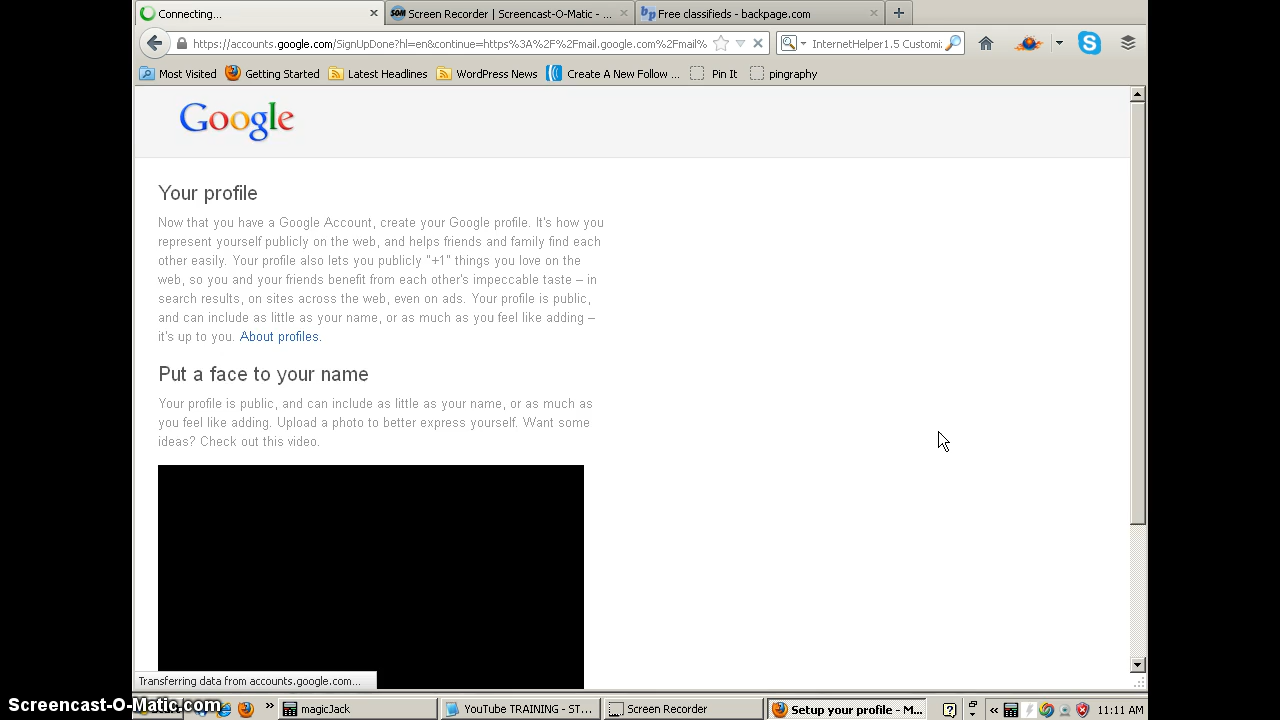 Connecting...
Screen Recorder | Screencast-O-Matic - ...
Free classifieds - backpage.com
https://accounts.google.com/SignUpDone?hl=en&continue=https%3A%2F%2Fmail.google.com%2Fmail%
InternetHelper1.5 Customi
Most Visited
Getting Started
Latest Headlines
WordPress News
Create A New Follow ...
Pin It
pingraphy
Google
Your profile
Now that you have a Google Account, create your Google profile. It's how you
represent yourself publicly on the web, and helps friends and family find each
other easily. Your profile also lets you publicly "+1" things you love on the
web, so you and your friends benefit from each other's impeccable taste – in
search results, on sites across the web, even on ads. Your profile is public,
and can include as little as your name, or as much as you feel like adding –
it's up to you. About profiles.
Put a face to your name
Your profile is public, and can include as little as your name, or as much as
you feel like adding. Upload a photo to better express yourself. Want some
ideas? Check out this video.
Transferring data from accounts.google.com...
Screencast-O-Matic.com
magicJack
YouTube TRAINING - ST...
Screen Recorder
Setup your profile - M...
11:11 AM